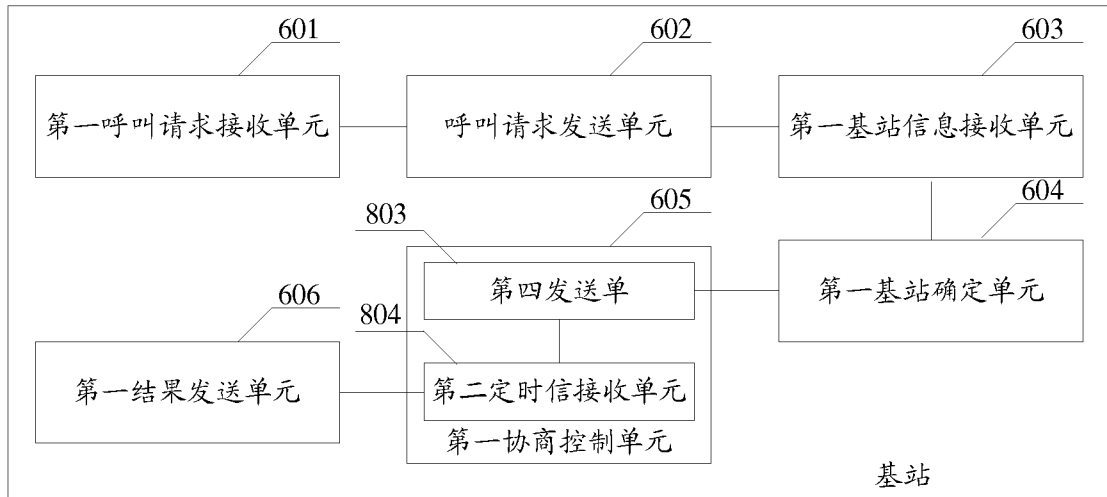 601
602
603
第一呼叫请求接收单元
呼叫请求发送单元
第一基站信息接收单元
605
604
803
第四发送单
第一基站确定单元
606
804
第一结果发送单元
第二定时信接收单元
第一协商控制单元
基站